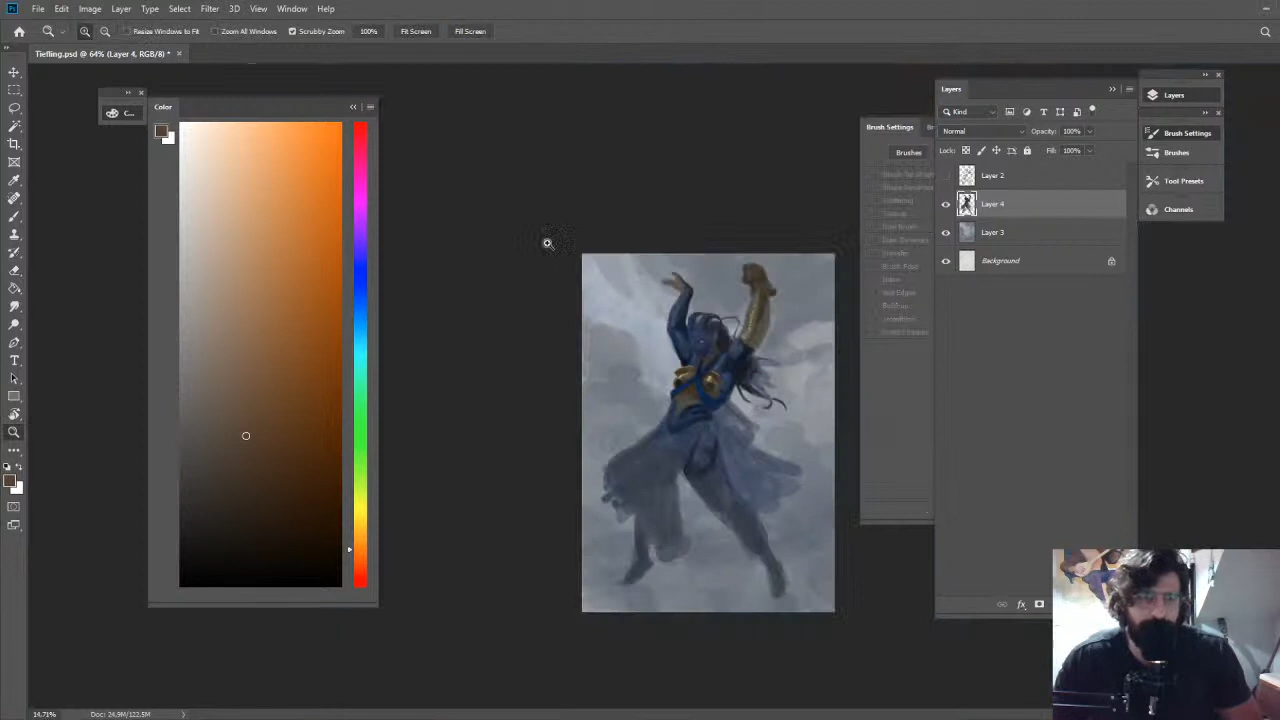 Ps File Edit Image Layer Type Select Filter 3D View Window Help
Resize Windows to Fit Zoom All Windows Scrubby Zoom 100% Fit Screen Fill Screen
Tiefling.psd @ 64% (Layer 4, RGB/8) * ×
C...
Color
Brush Settings
Brushes
Layers
Kind
Normal Opacity: 100%
Lock: Fill: 100%
Layer 2
Layer 4
Layer 3
Background
fx
Layers
Brush Settings
Brushes
Tool Presets
Channels
14.71% Doc: 24.9M/122.5M